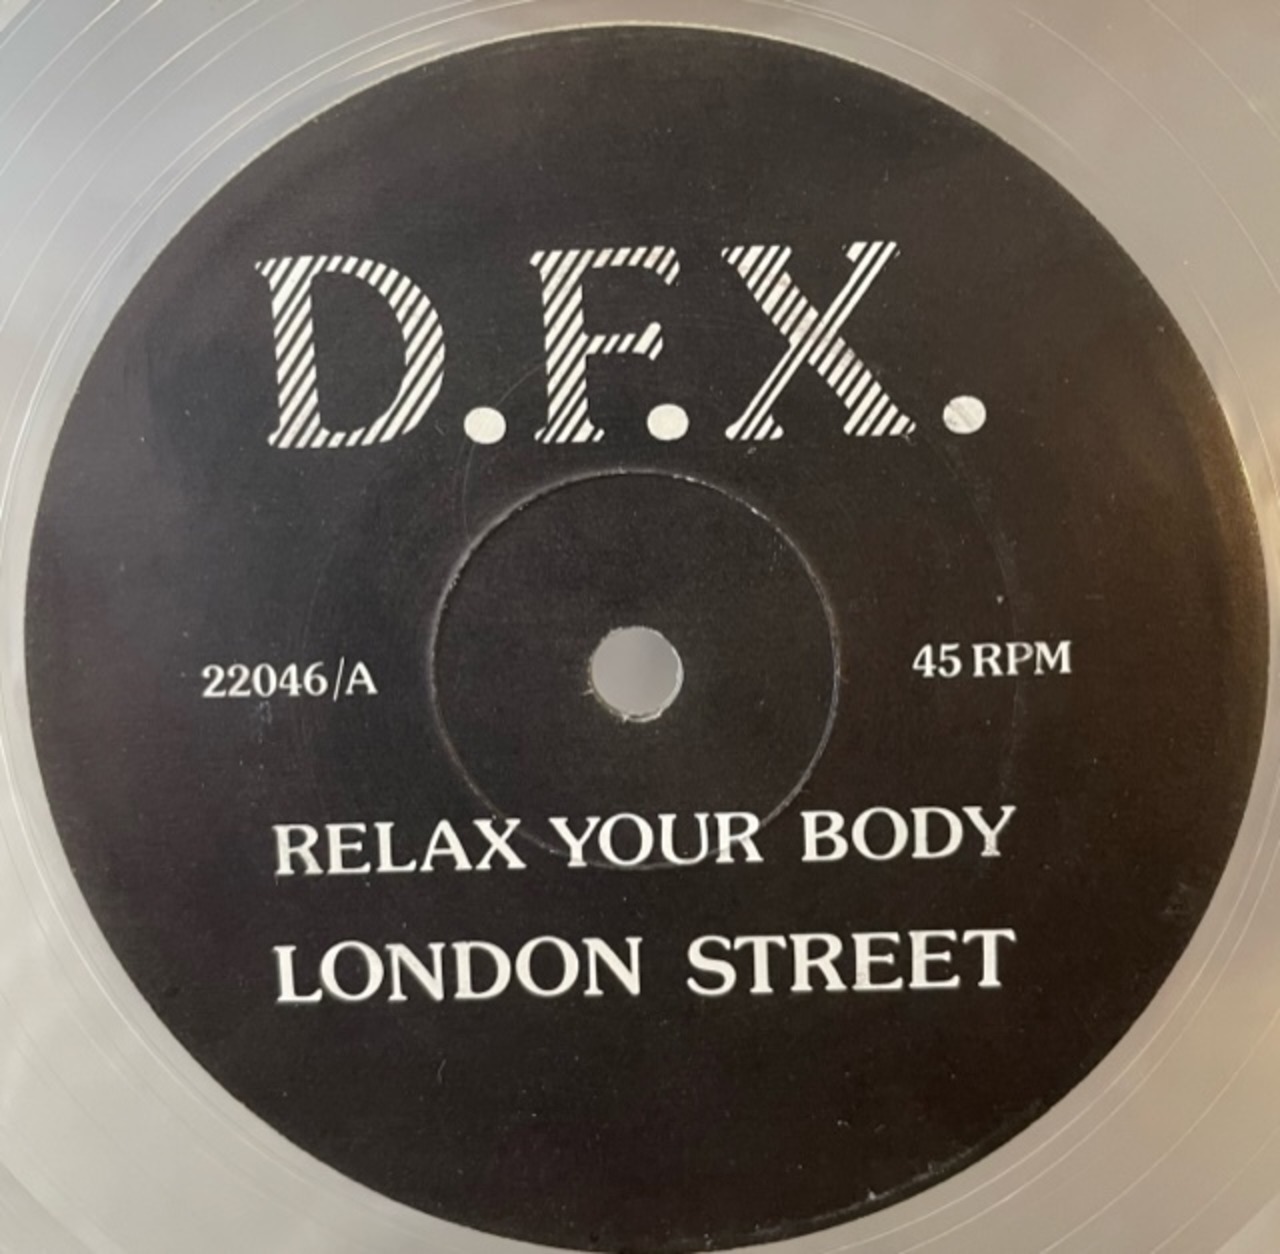 D.F.X.
22046/A
45 RPM
RELAX YOUR BODY
LONDON STREET